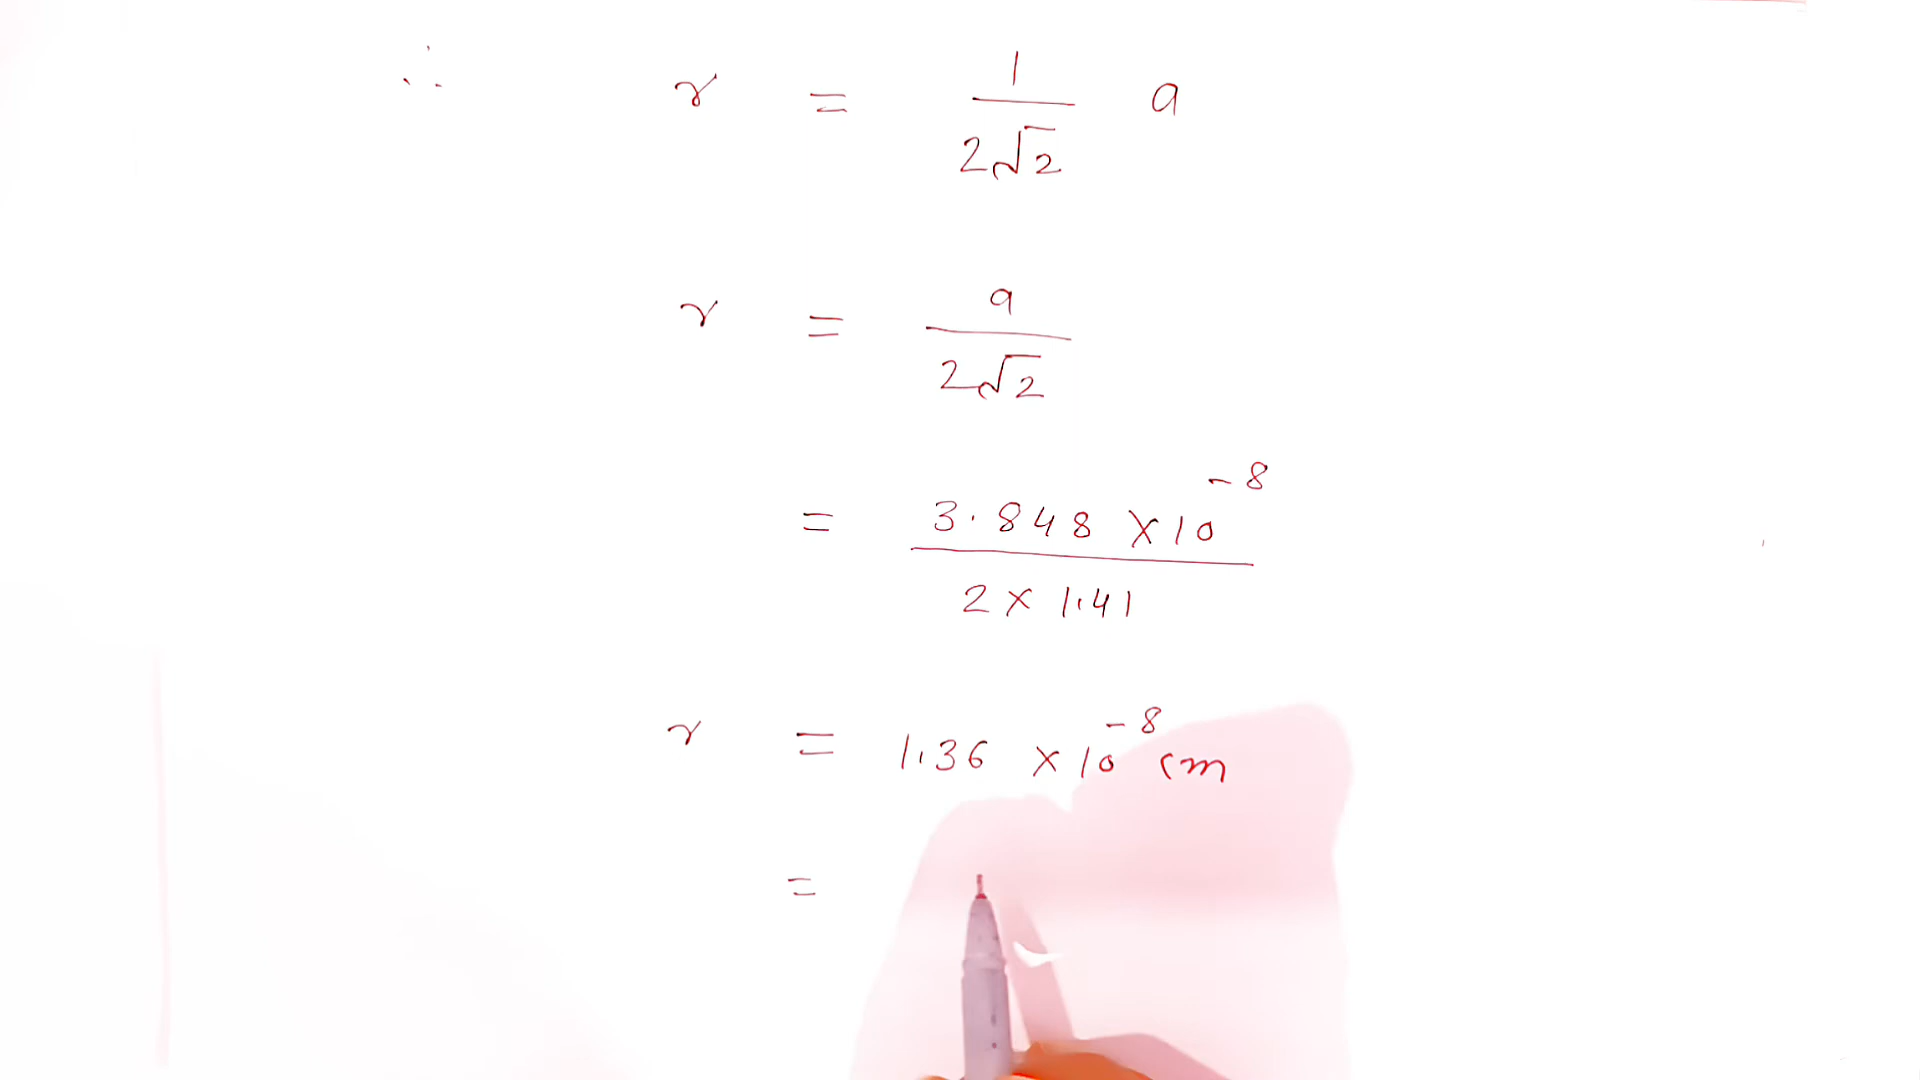 ∴ r = 1/2√2 a
r = a/2√2
= 3.848 × 10⁻⁸/2 × 1.41
r = 1.36 × 10⁻⁸ cm
=